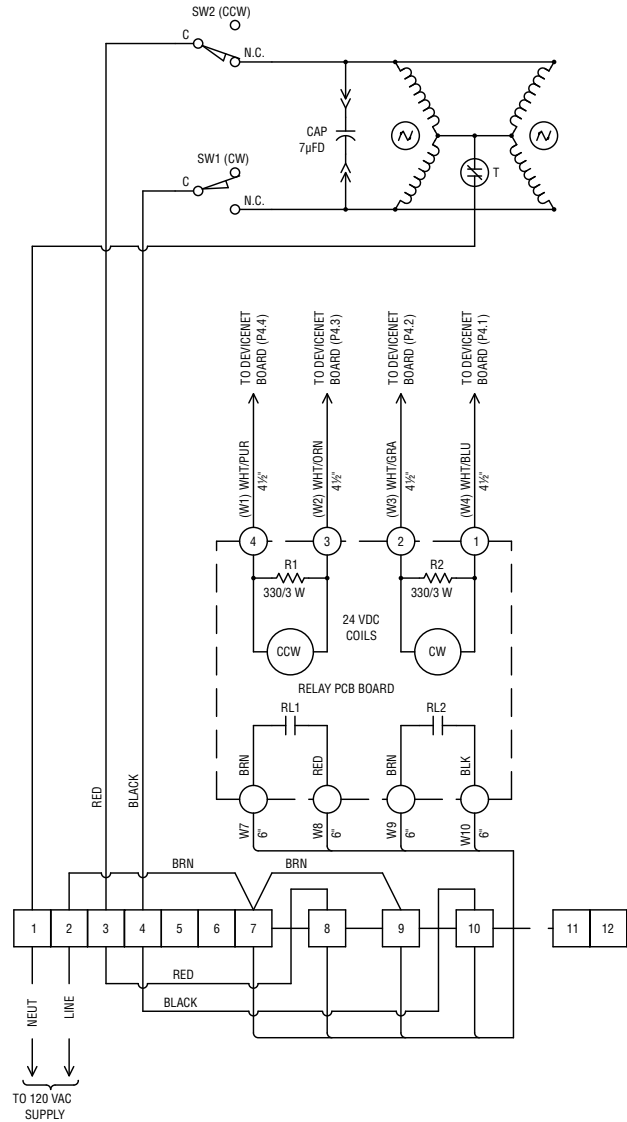 SW2 (CCW)
C
N.C.
CAP
7µFD
SW1 (CW)
C
N.C.
T
TO DEVICENET
BOARD (P4.4)
TO DEVICENET
BOARD (P4.3)
TO DEVICENET
BOARD (P4.2)
TO DEVICENET
BOARD (P4.1)
(W1) WHT/PUR
4½"
(W2) WHT/ORN
4½"
(W3) WHT/GRA
4½"
(W4) WHT/BLU
4½"
4
3
2
1
R1
330/3 W
R2
330/3 W
24 VDC
COILS
CCW
CW
RELAY PCB BOARD
RL1
RL2
BRN
RED
BRN
BLK
RED
BLACK
W7
6"
W8
6"
W9
6"
W10
6"
BRN
BRN
1
2
3
4
5
6
7
8
9
10
11
12
RED
BLACK
NEUT
LINE
TO 120 VAC
SUPPLY